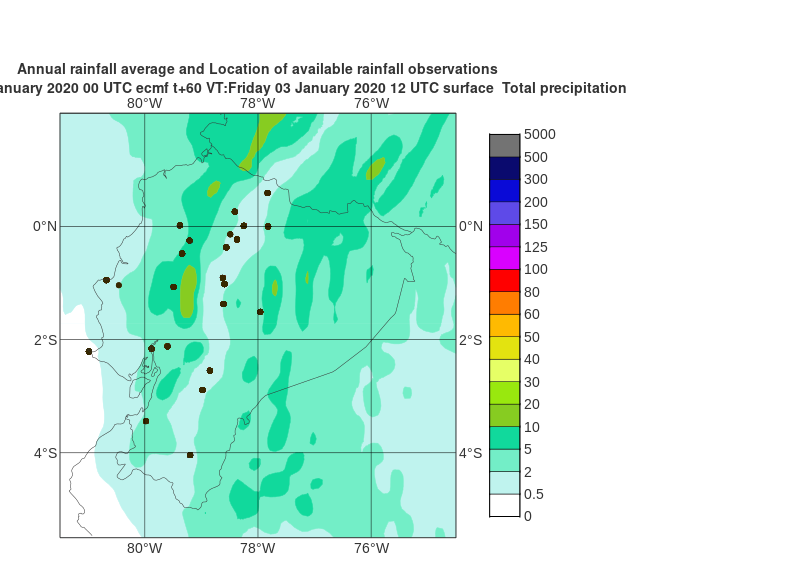 Annual rainfall average and Location of available rainfall observations
anuary 2020 00 UTC ecmf t+60 VT:Friday 03 January 2020 12 UTC surface Total precipitation
80°W 78°W 76°W
5000
500
300
200
150
125
100
80
60
50
40
30
20
10
5
2
0.5
0
0°N 0°N
2°S 2°S
4°S 4°S
80°W 78°W 76°W